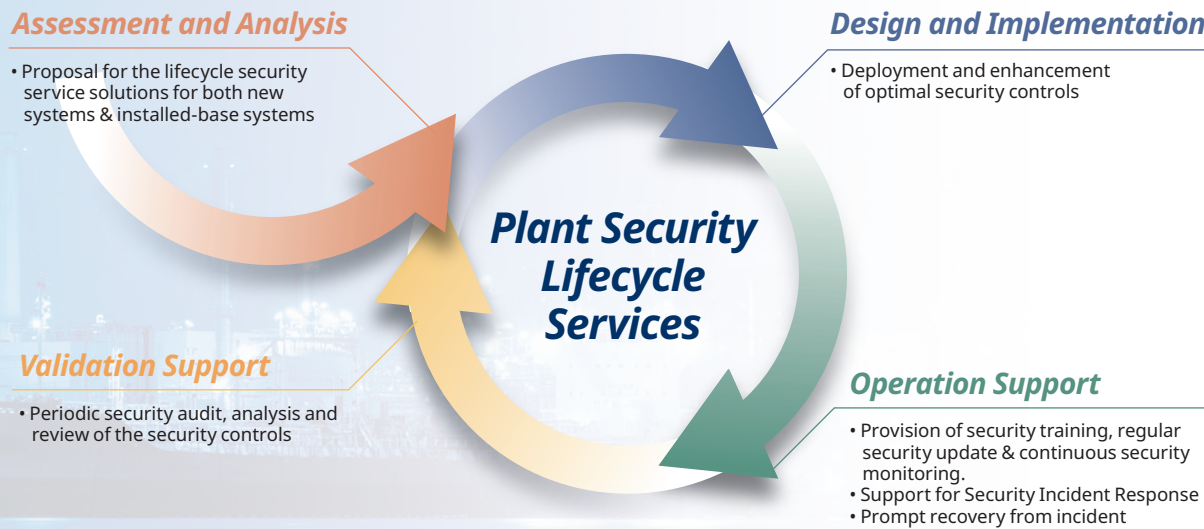 Assessment and Analysis
• Proposal for the lifecycle security
service solutions for both new
systems & installed-base systems
Design and Implementation
• Deployment and enhancement
of optimal security controls
Plant Security
Lifecycle
Services
Validation Support
• Periodic security audit, analysis and
review of the security controls
Operation Support
• Provision of security training, regular
security update & continuous security
monitoring.
• Support for Security Incident Response
• Prompt recovery from incident